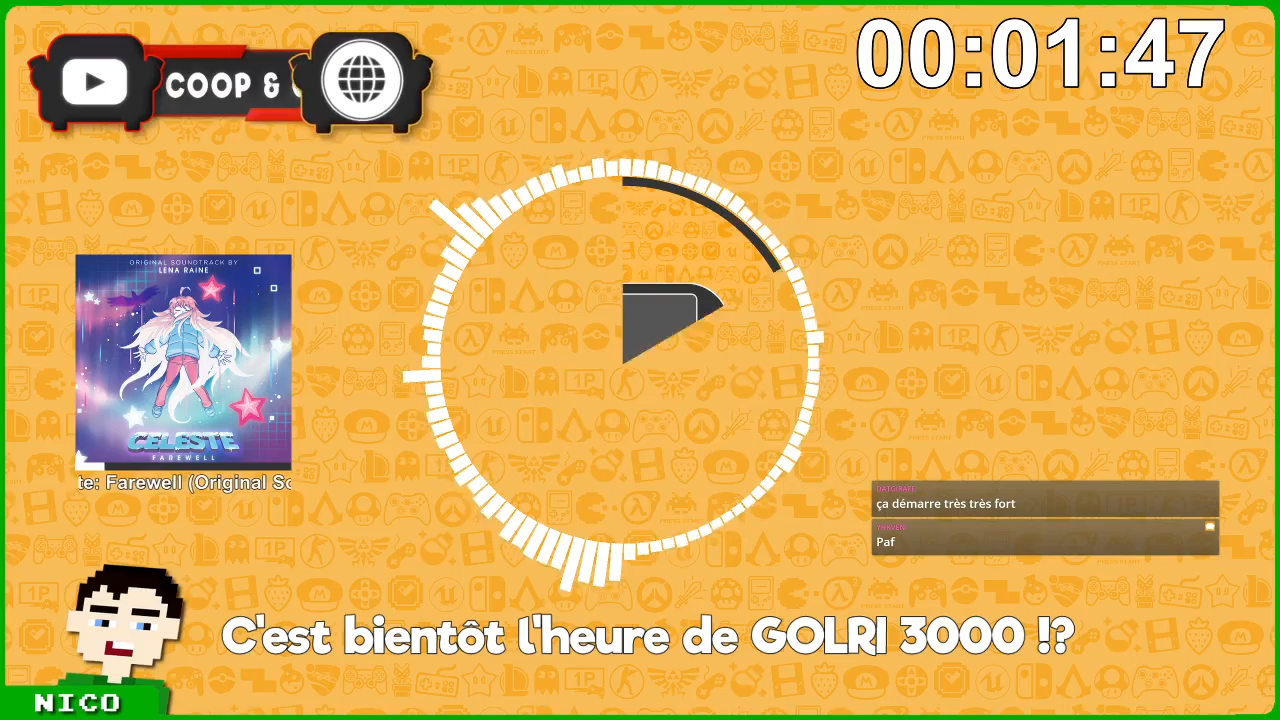 COOP &
00:01:47
ORIGINAL SOUNDTRACK BY
LENA RAINE
CELESTE
FAREWELL
te: Farewell (Original Sc
DATGIRAFE
ça démarre très très fort
Paf
C'est bientôt l'heure de GOLRI 3000 !?
NICO